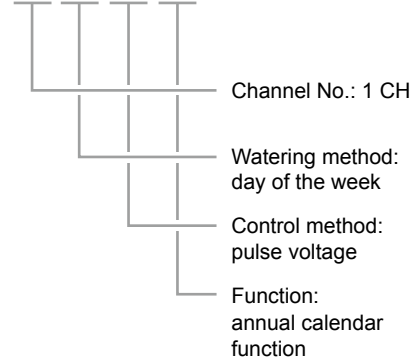 Channel No.: 1 CH
Watering method:
day of the week
Control method:
pulse voltage
Function:
annual calendar
function